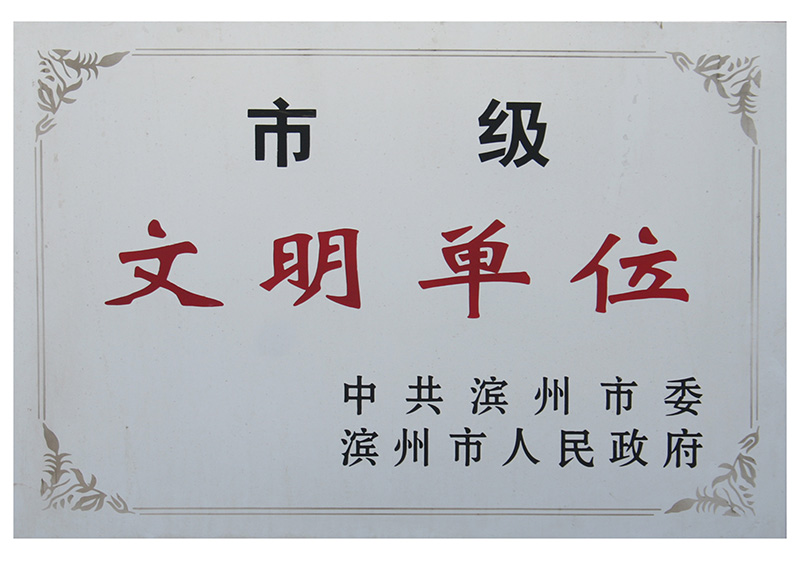 市级
文明单位
中共滨州市委
滨州市人民政府